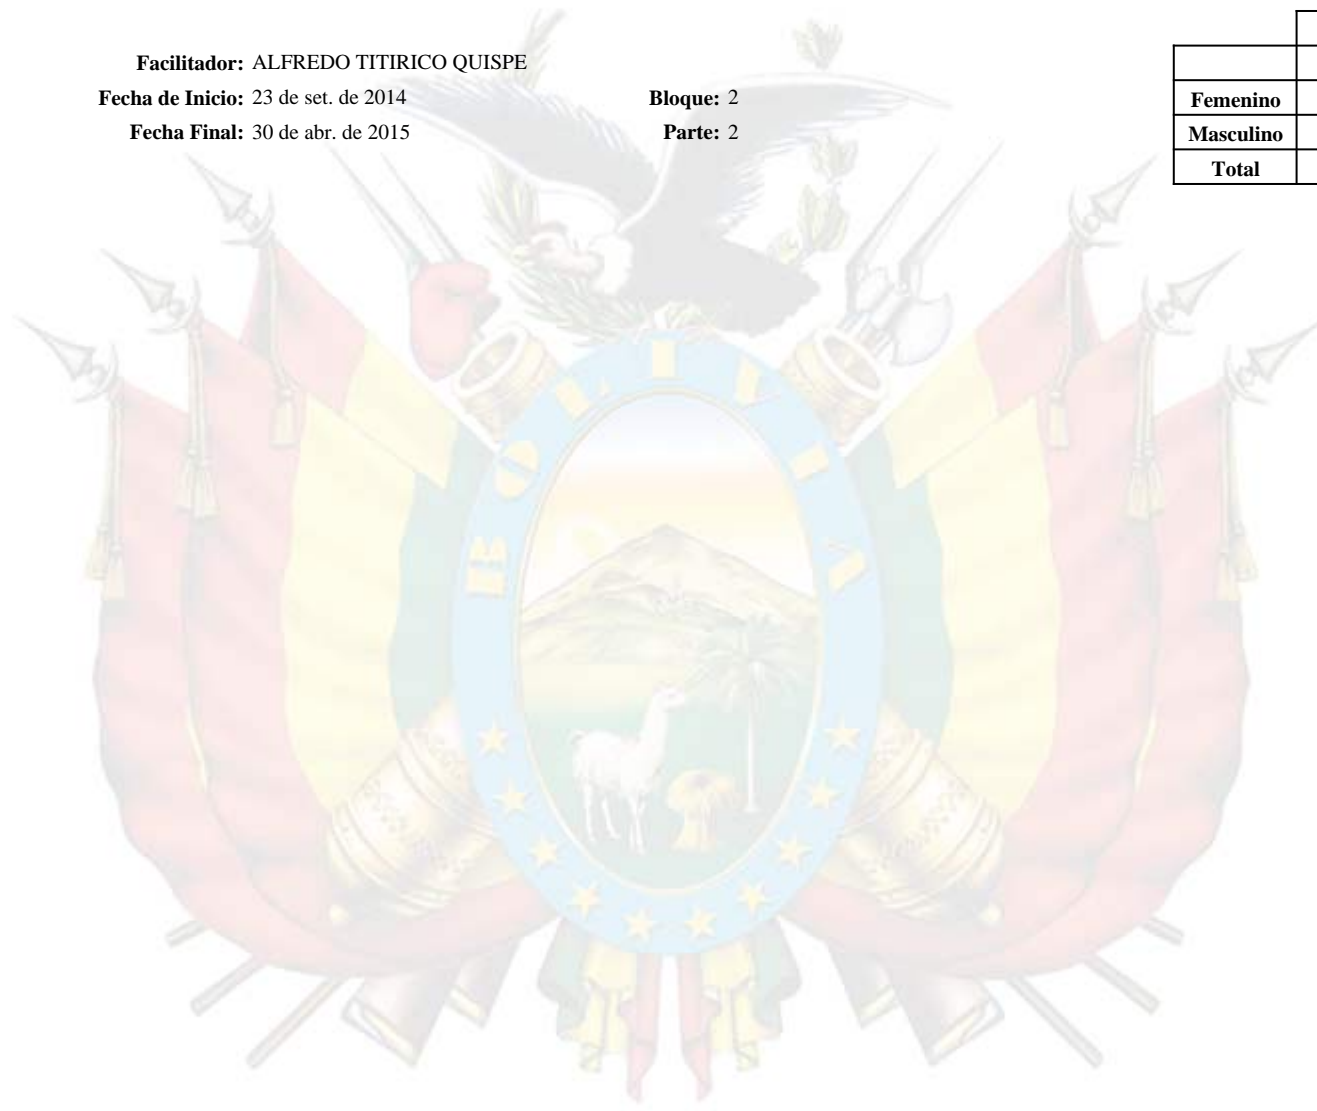 Facilitador: ALFREDO TITIRICO QUISPE
Fecha de Inicio: 23 de set. de 2014 Bloque: 2
Fecha Final: 30 de abr. de 2015 Parte: 2
Femenino
Masculino
Total
BOLIVIA